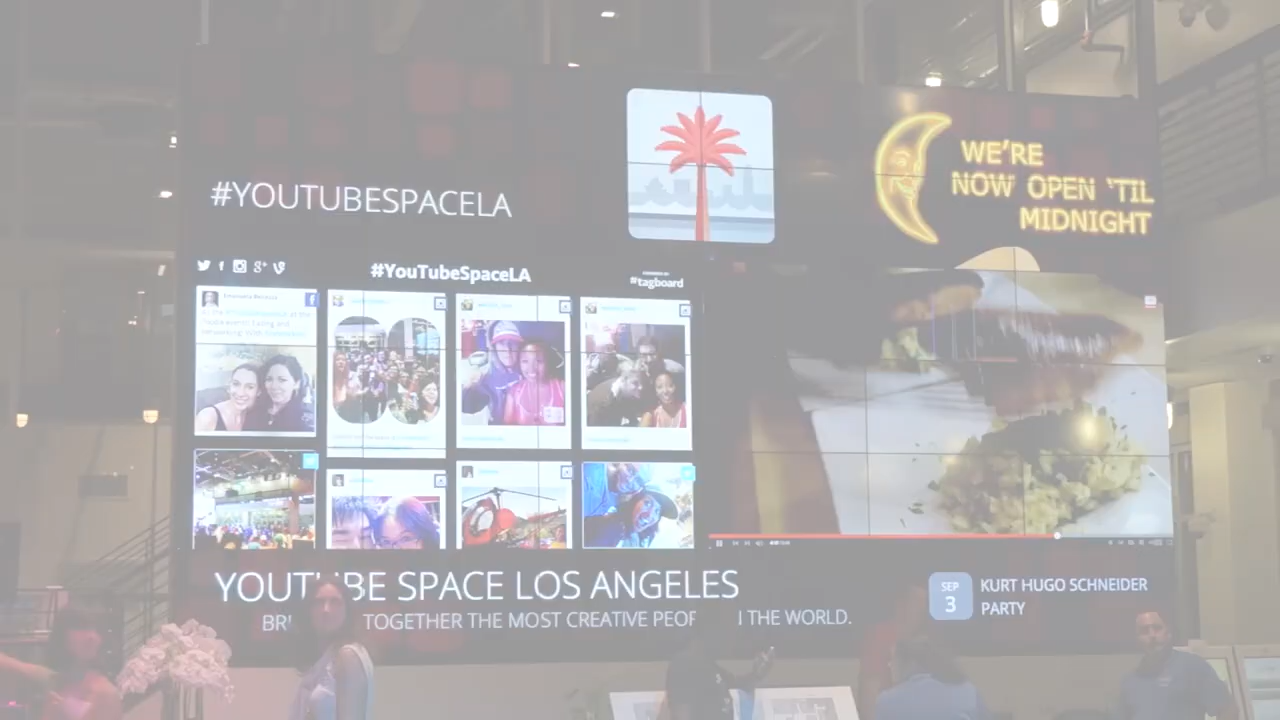 #YOUTUBESPACELA
WE'RE
NOW OPEN 'TIL
MIDNIGHT
#YouTubeSpaceLA
#tagboard
YOUTUBE SPACE LOS ANGELES
TOGETHER THE MOST CREATIVE THE WORLD.
SEP
3
KURT HUGO SCHNEIDER
PARTY